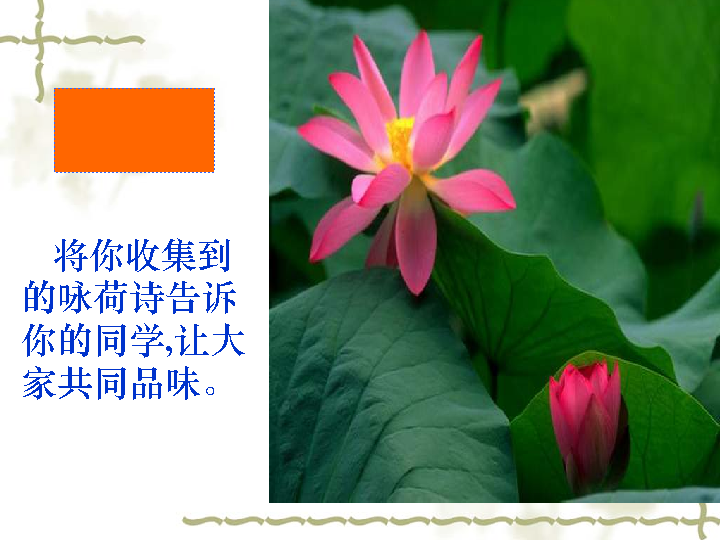 将你收集到
的咏荷诗告诉
你的同学,让大
家共同品味。